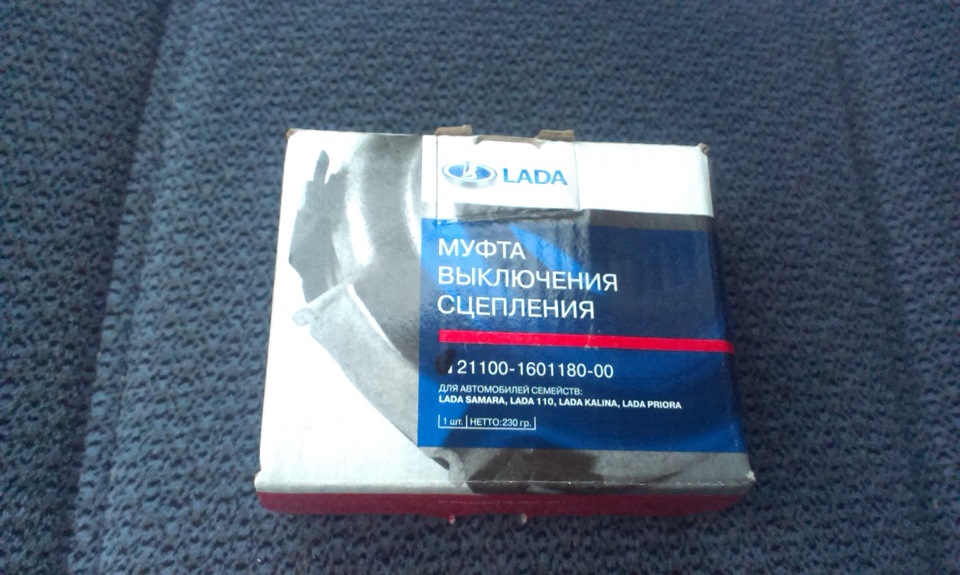 LADA
МУФТА
ВЫКЛЮЧЕНИЯ
СЦЕПЛЕНИЯ
21100-1601180-00
ДЛЯ АВТОМОБИЛЕЙ СЕМЕЙСТВ:
LADA SAMARA, LADA 110, LADA KALINA, LADA PRIORA
1 шт. НЕТТО:230 гр.